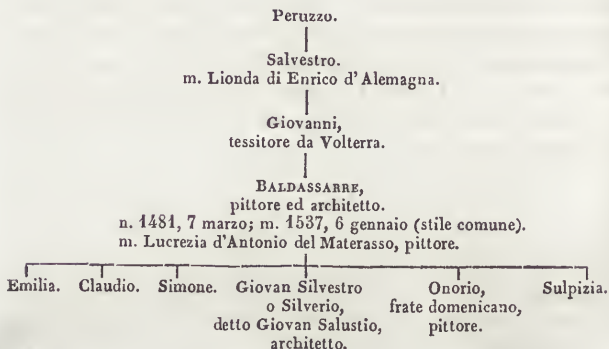 Peruzzo.
Salvestro.
m. Lionda di Enrico d'Alemagna.
Giovanni,
tessitore da Volterra.
BALDASSARRE,
pittore ed architetto.
n. 1481, 7 marzo; m. 1537, 6 gennaio (stile comune).
m. Lucrezia d'Antonio del Materasso, pittore.
Emilia. Claudio. Simone. Giovan Silvestro Onorio, Sulpizia.
o Silverio, frate domenicano,
detto Giovan Salustio, pittore.
architetto.